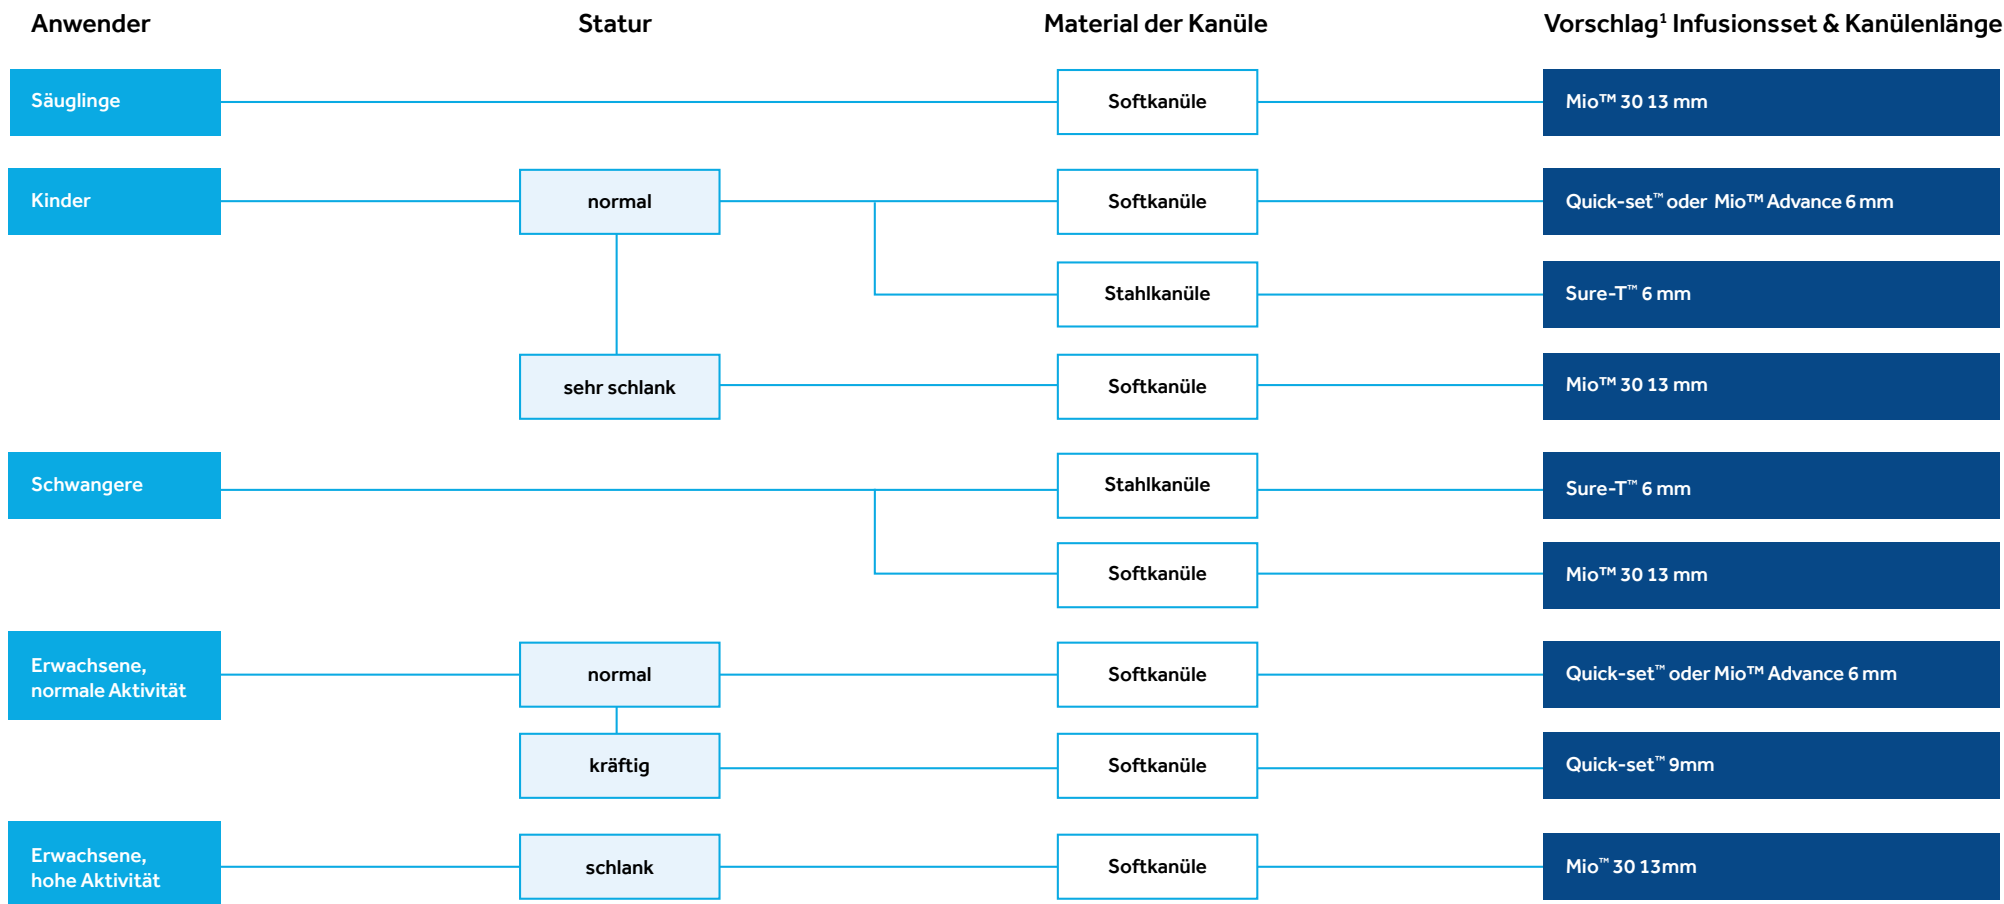 Anwender Statur Material der Kanüle Vorschlag¹ Infusionsset & Kanülenlänge
Säuglinge Softkanüle Mio™ 30 13 mm
Kinder normal Softkanüle Quick-set™ oder Mio™ Advance 6 mm
Stahlkanüle Sure-T™ 6 mm
sehr schlank Softkanüle Mio™ 30 13 mm
Schwangere Stahlkanüle Sure-T™ 6 mm
Softkanüle Mio™ 30 13 mm
Erwachsene,
normale Aktivität normal Softkanüle Quick-set™ oder Mio™ Advance 6 mm
kräftig Softkanüle Quick-set™ 9mm
Erwachsene,
hohe Aktivität schlank Softkanüle Mio™ 30 13mm